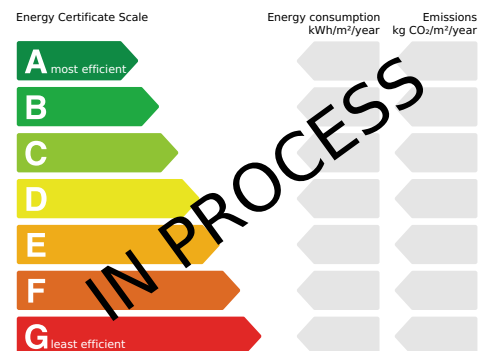 Energy Certificate Scale
Energy consumption
kWh/m²/year
Emissions
kg CO₂/m²/year
A most efficient
B
C
D
E
F
G least efficient
IN PROCESS